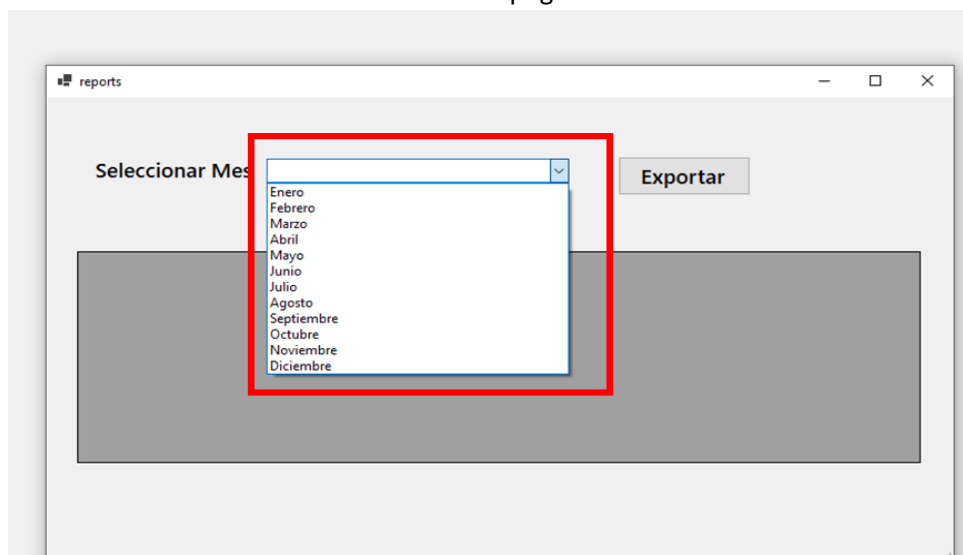 reports
Seleccionar Mes
Exportar
Enero
Febrero
Marzo
Abril
Mayo
Junio
Julio
Agosto
Septiembre
Octubre
Noviembre
Diciembre